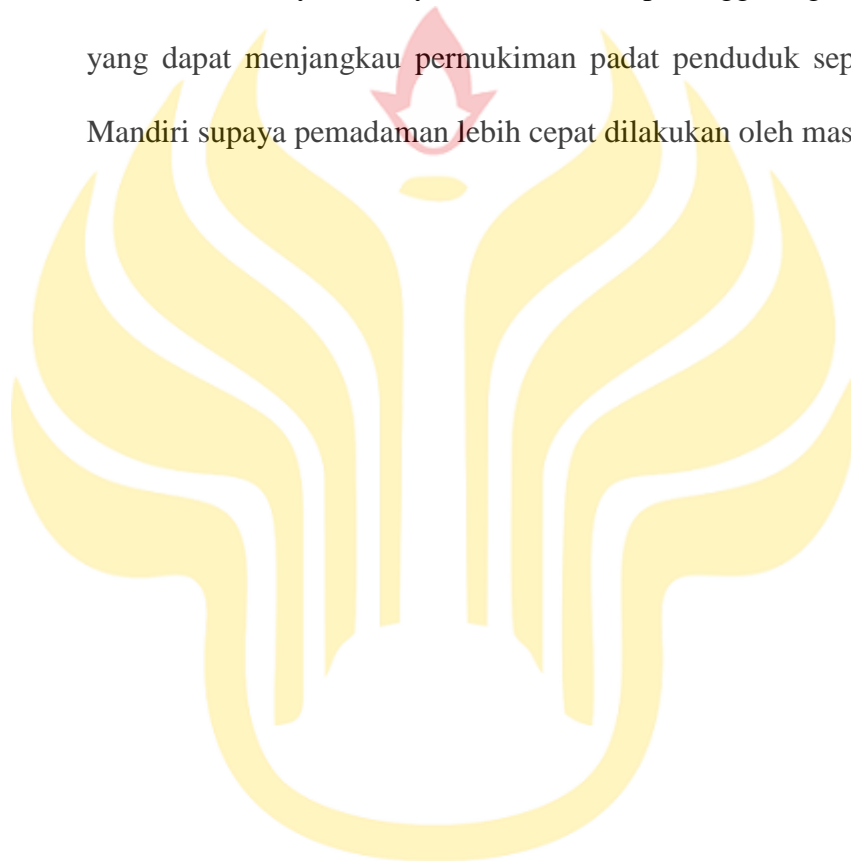 yang dapat menjangkau permukiman padat penduduk sep
Mandiri supaya pemadaman lebih cepat dilakukan oleh mas